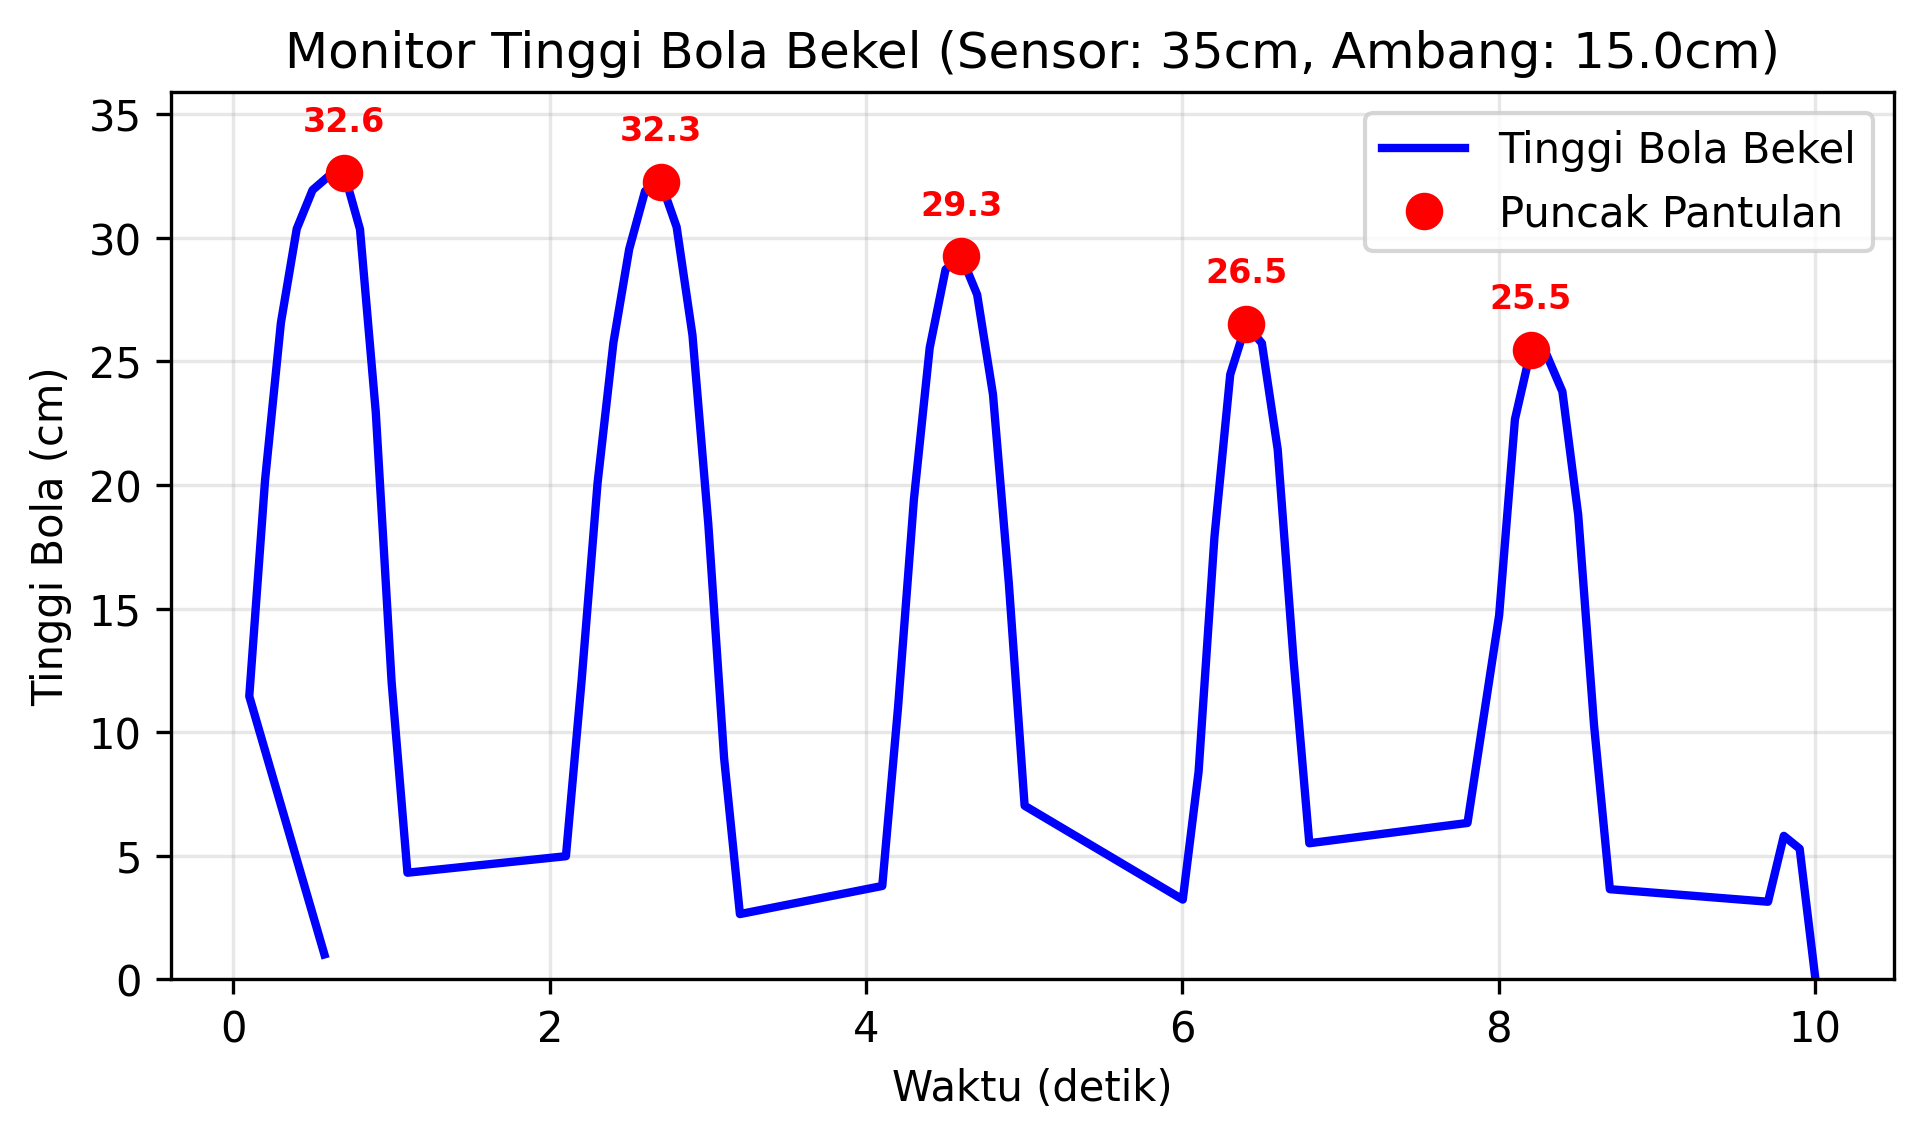 Monitor Tinggi Bola Bekel (Sensor: 35cm, Ambang: 15.0cm)
Tinggi Bola Bekel
Puncak Pantulan
32.6
32.3
29.3
26.5
25.5
Tinggi Bola (cm)
35
30
25
20
15
10
5
0
0 2 4 6 8 10
Waktu (detik)